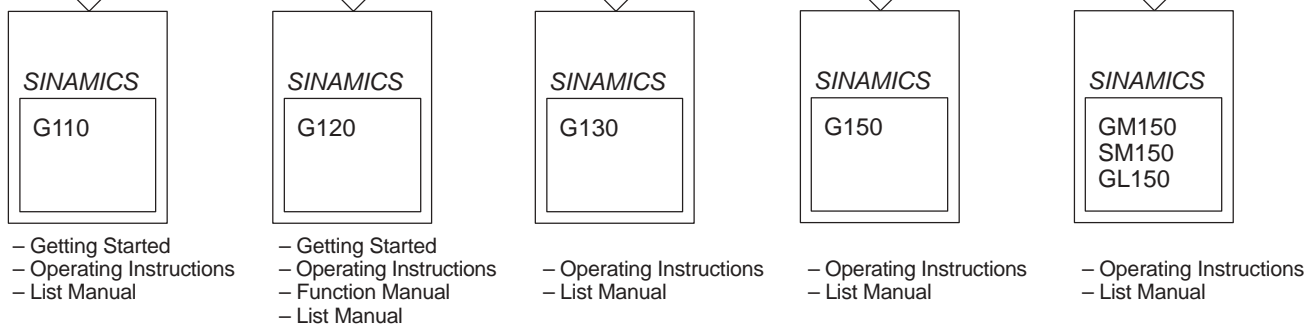 SINAMICS
G110
– Getting Started
– Operating Instructions
– List Manual
SINAMICS
G120
– Getting Started
– Operating Instructions
– Function Manual
– List Manual
SINAMICS
G130
– Operating Instructions
– List Manual
SINAMICS
G150
– Operating Instructions
– List Manual
SINAMICS
GM150
SM150
GL150
– Operating Instructions
– List Manual